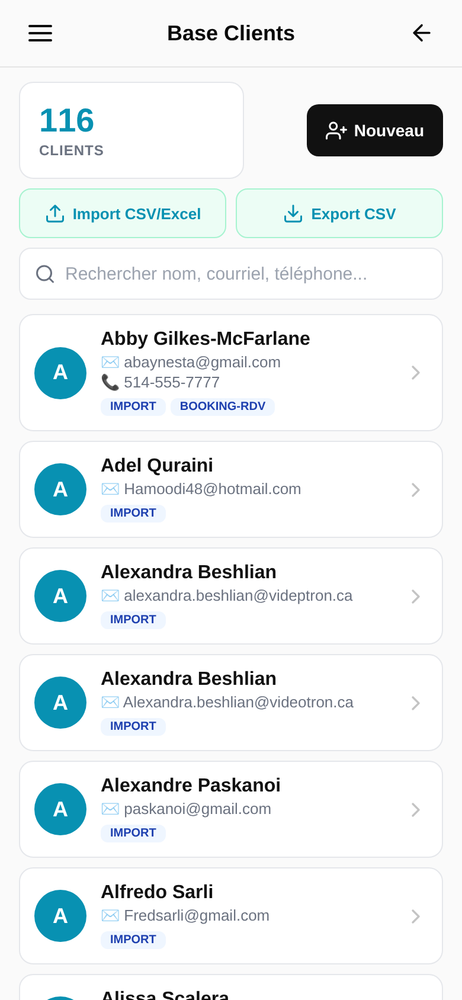 Base Clients
116
CLIENTS
Nouveau
Import CSV/Excel
Export CSV
Rechercher nom, courriel, téléphone...
A
Abby Gilkes-McFarlane
abaynesta@gmail.com
514-555-7777
IMPORT BOOKING-RDV
A
Adel Quraini
Hamoodi48@hotmail.com
IMPORT
A
Alexandra Beshlian
alexandra.beshlian@videptron.ca
IMPORT
A
Alexandra Beshlian
Alexandra.beshlian@videotron.ca
IMPORT
A
Alexandre Paskanoi
paskanoi@gmail.com
IMPORT
A
Alfredo Sarli
Fredsarli@gmail.com
IMPORT
Alissa Scalera